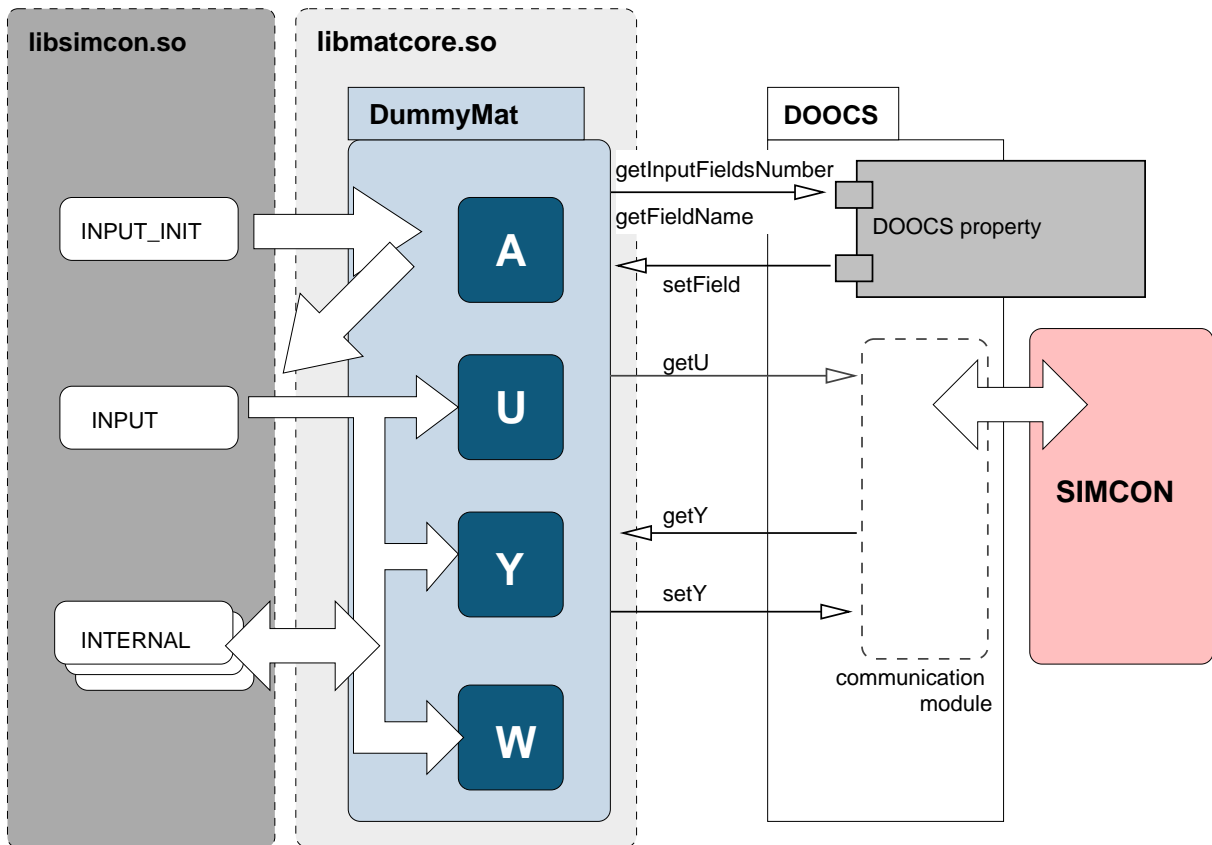 libsimcon.so
libmatcore.so
DummyMat
DOOCS
getInputFieldsNumber
getFieldName
DOOCS property
INPUT_INIT
A
setField
getU
INPUT
U
SIMCON
getY
Y
setY
INTERNAL
communication
module
W